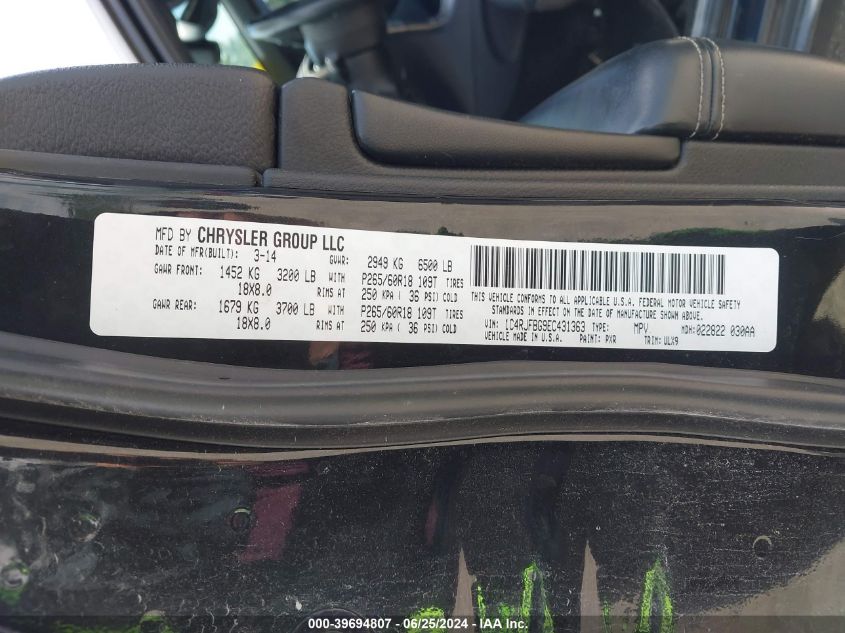 MFD BY CHRYSLER GROUP LLC
DATE OF MFR(BUILT): 3-14 GVWR: 2949 KG 6500 LB
GAWR FRONT: 1452 KG 3200 LB WITH P265/60R18 109T TIRES
18X8.0 RIMS AT 250 KPA ( 36 PSI) COLD
GAWR REAR: 1679 KG 3700 LB WITH P265/60R18 109T TIRES
18X8.0 RIMS AT 250 KPA ( 36 PSI) COLD
THIS VEHICLE CONFORMS TO ALL APPLICABLE U.S.A. FEDERAL MOTOR VEHICLE SAFETY
STANDARDS IN EFFECT ON THE DATE OF MANUFACTURE SHOWN ABOVE.
VIN: 1C4RJFBG9EC431363 TYPE: MPV MDH:022822 030AA
VEHICLE MADE IN U.S.A. PAINT: PXR TRIM: ULX9
000-39694807 - 06/25/2024 - IAA Inc.